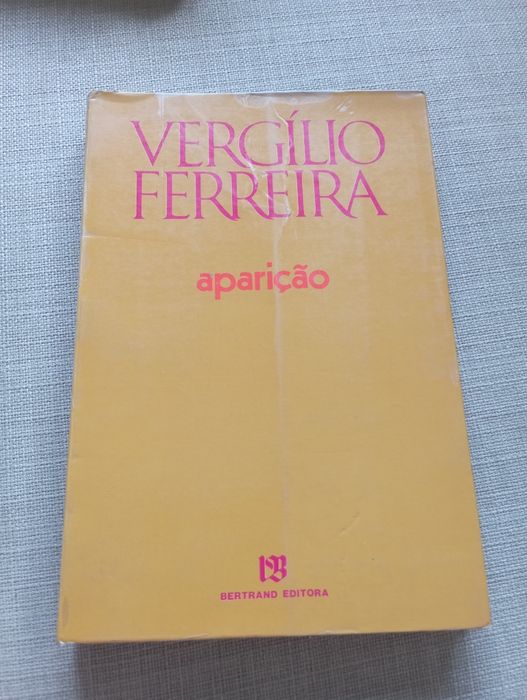 VERGÍLIO
FERREIRA
aparição
BERTRAND EDITORA